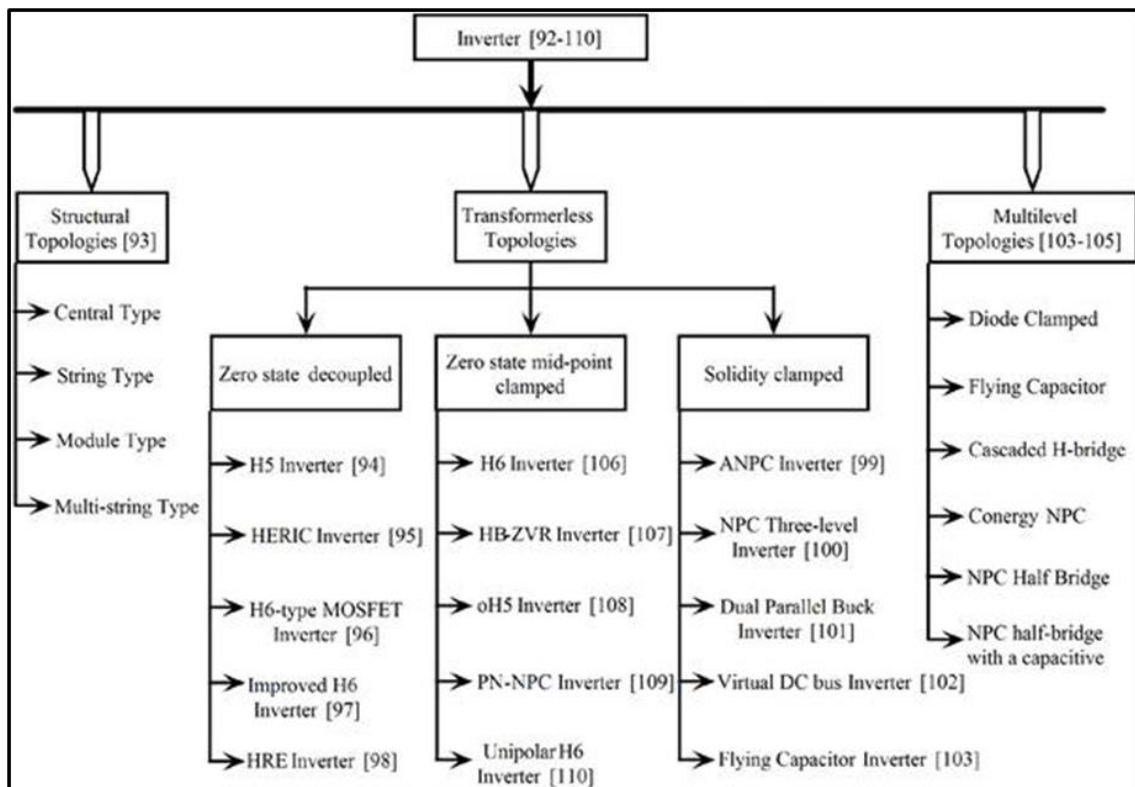 Inverter [92-110]
Structural
Topologies [93]
Central Type
String Type
Module Type
Multi-string Type
Transformerless
Topologies
Zero state decoupled
H5 Inverter [94]
HERIC Inverter [95]
H6-type MOSFET
Inverter [96]
Improved H6
Inverter [97]
HRE Inverter [98]
Zero state mid-point
clamped
H6 Inverter [106]
HB-ZVR Inverter [107]
oH5 Inverter [108]
PN-NPC Inverter [109]
Unipolar H6
Inverter [110]
Solidity clamped
ANPC Inverter [99]
NPC Three-level
Inverter [100]
Dual Parallel Buck
Inverter [101]
Virtual DC bus Inverter [102]
Flying Capacitor Inverter [103]
Multilevel
Topologies [103-105]
Diode Clamped
Flying Capacitor
Cascaded H-bridge
Conergy NPC
NPC Half Bridge
NPC half-bridge
with a capacitive